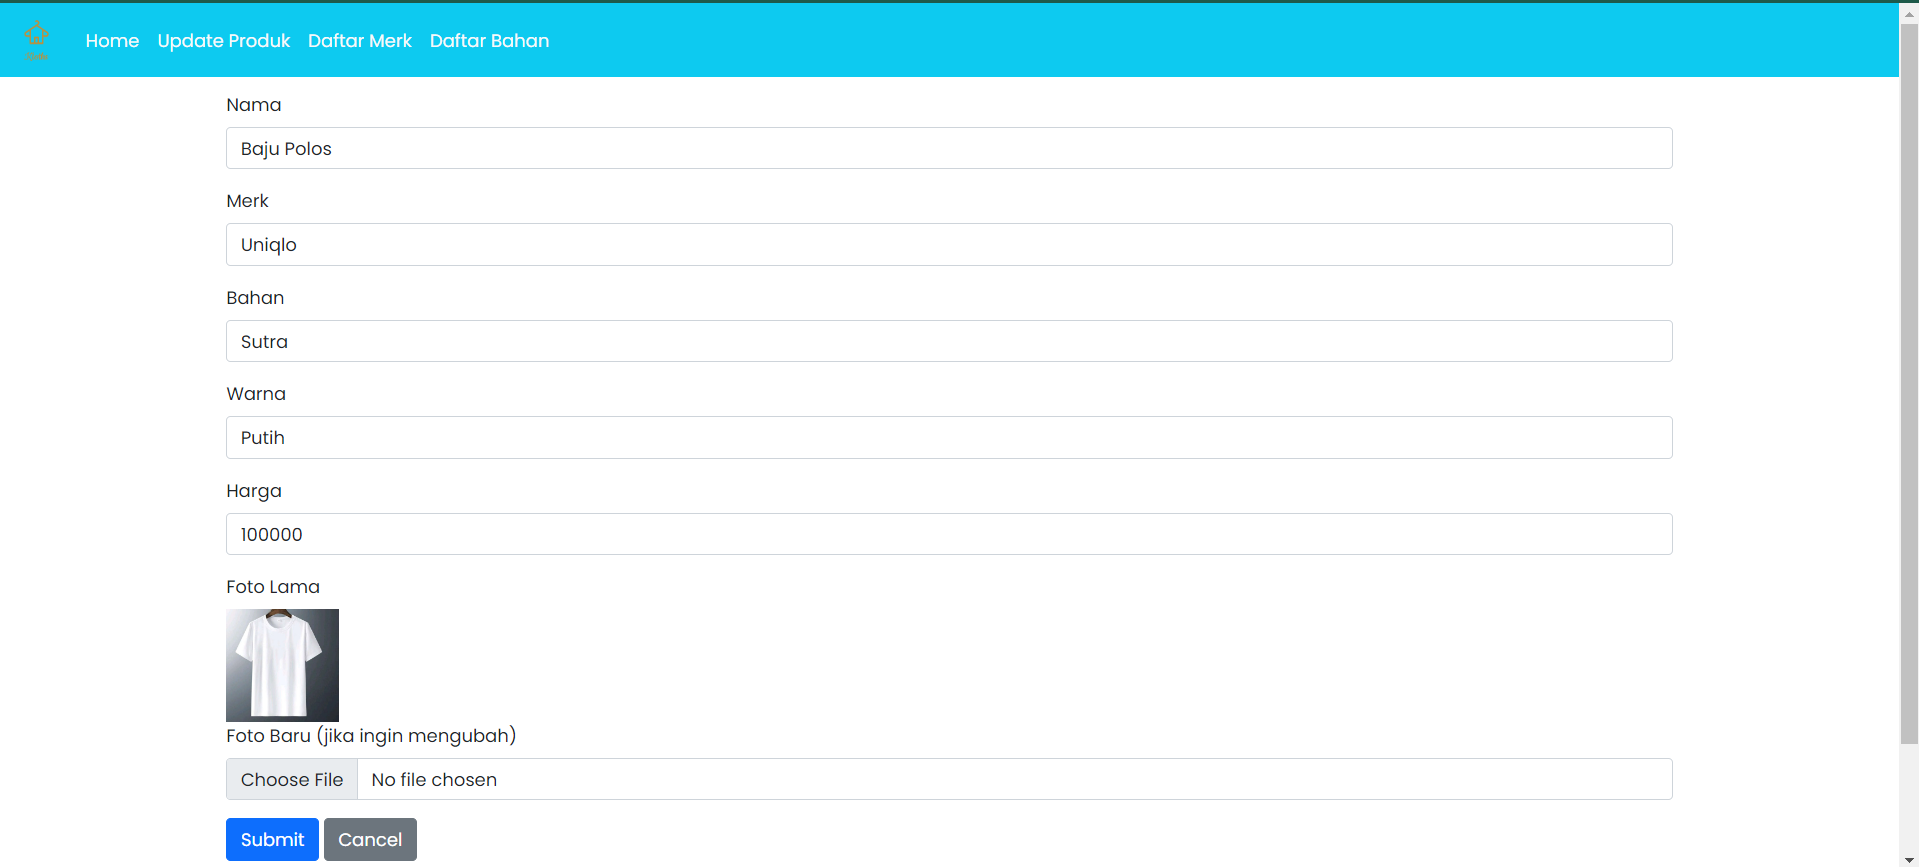 Home Update Produk Daftar Merk Daftar Bahan
Nama
Baju Polos
Merk
Uniqlo
Bahan
Sutra
Warna
Putih
Harga
100000
Foto Lama
Foto Baru (jika ingin mengubah)
Choose File No file chosen
Submit Cancel